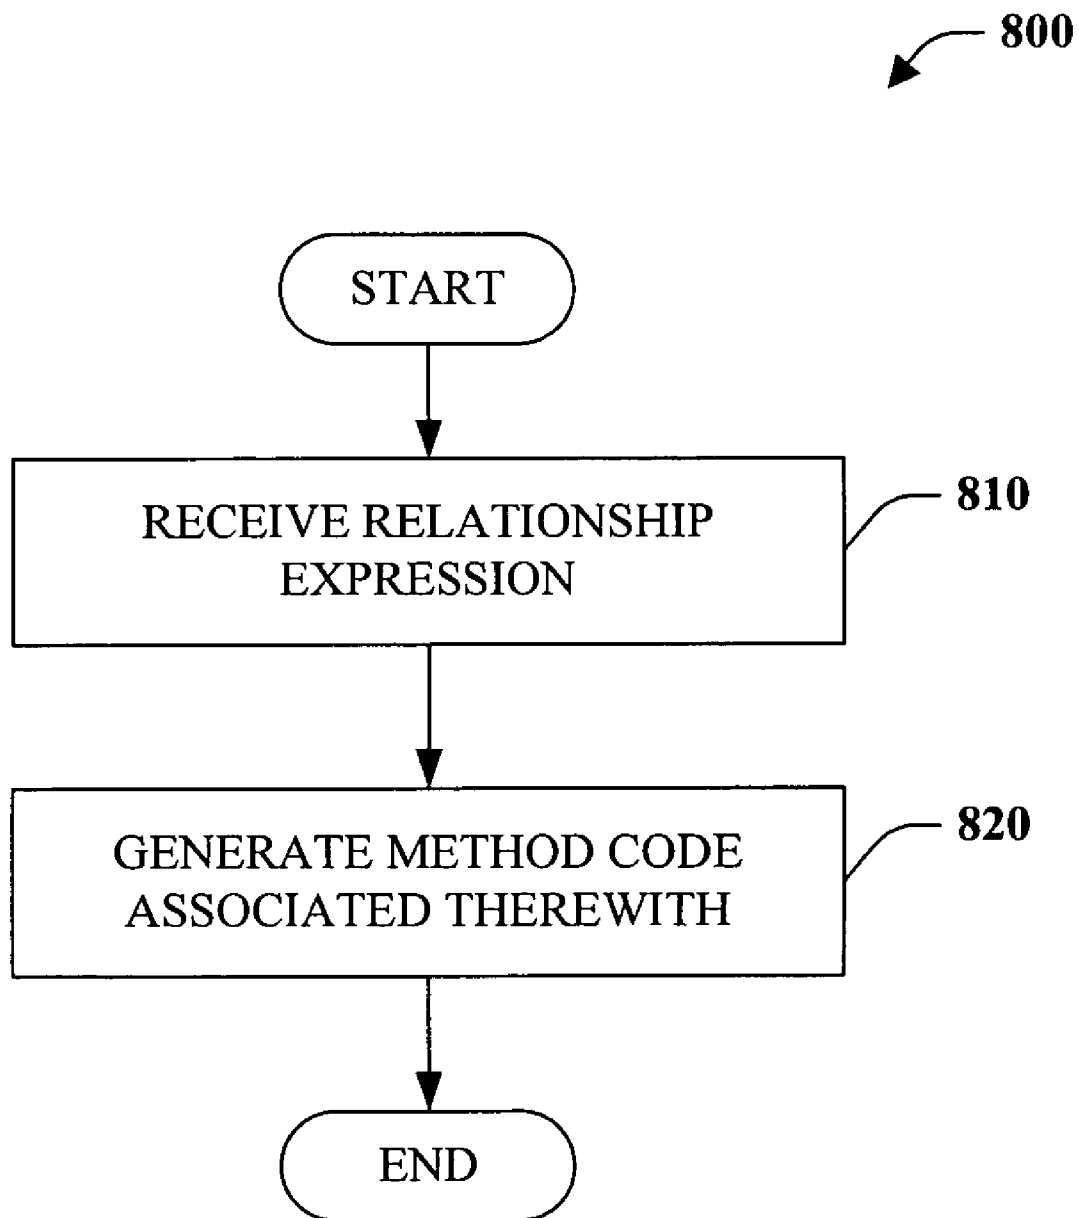 800
START
RECEIVE RELATIONSHIP
EXPRESSION
810
GENERATE METHOD CODE
ASSOCIATED THEREWITH
820
END